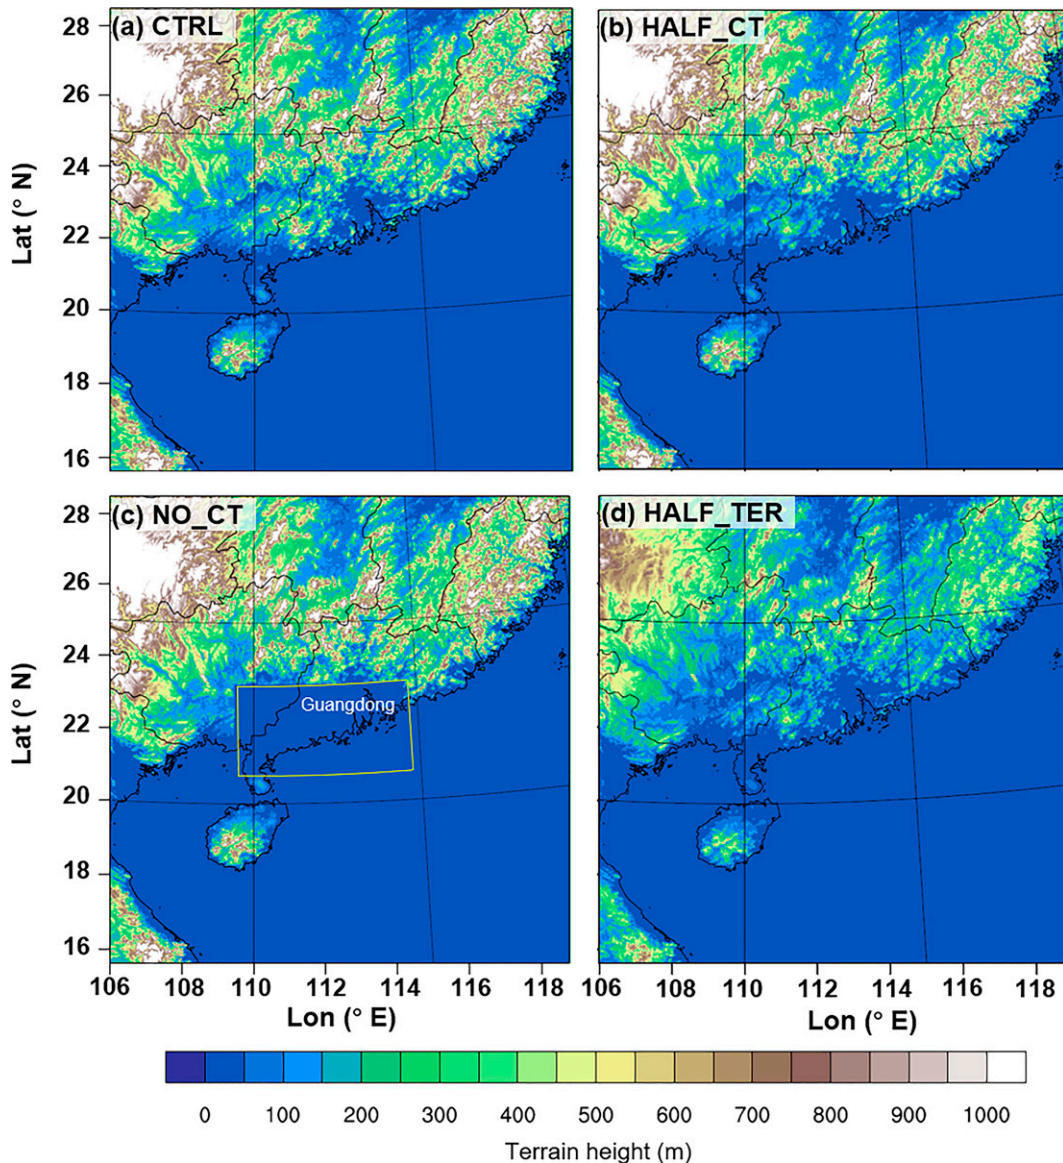 (a) CTRL
(b) HALF_CT
28
26
24
22
20
18
16
Lat (° N)
(c) NO_CT
(d) HALF_TER
Guangdong
28
26
24
22
20
18
16
Lat (° N)
106 108 110 112 114 116 118
106 108 110 112 114 116 118
Lon (° E)
Lon (° E)
0 100 200 300 400 500 600 700 800 900 1000
Terrain height (m)